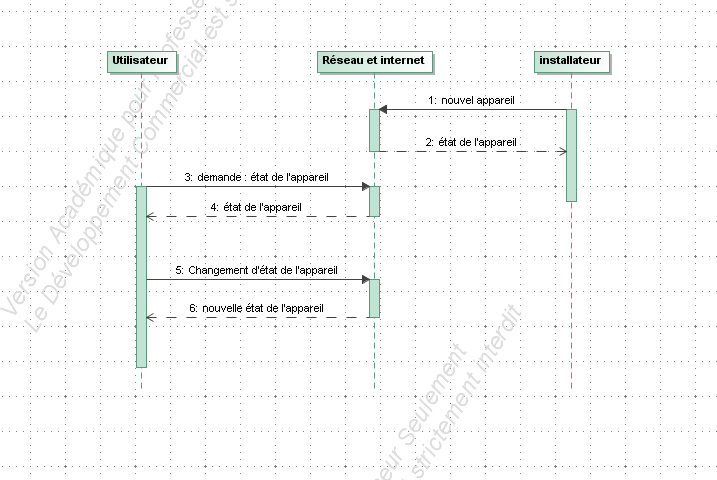 Utilisateur
Réseau et internet
installateur
1: nouvel appareil
2: état de l'appareil
3: demande : état de l'appareil
4: état de l'appareil
5: Changement d'état de l'appareil
6: nouvelle état de l'appareil
Version Académique pour Professe
Le Développement Commercial est s
seur Seulement
strictement interdit